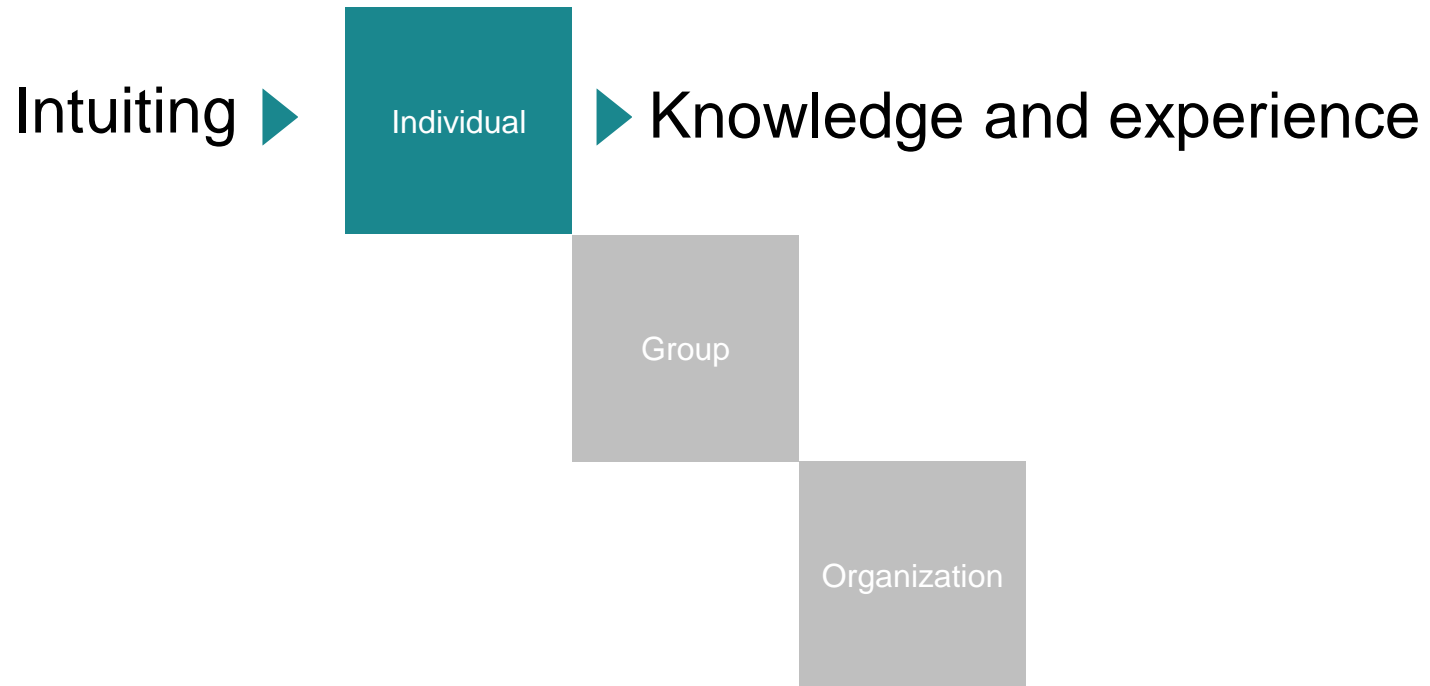 Intuiting Individual Knowledge and experience
Group
Organization